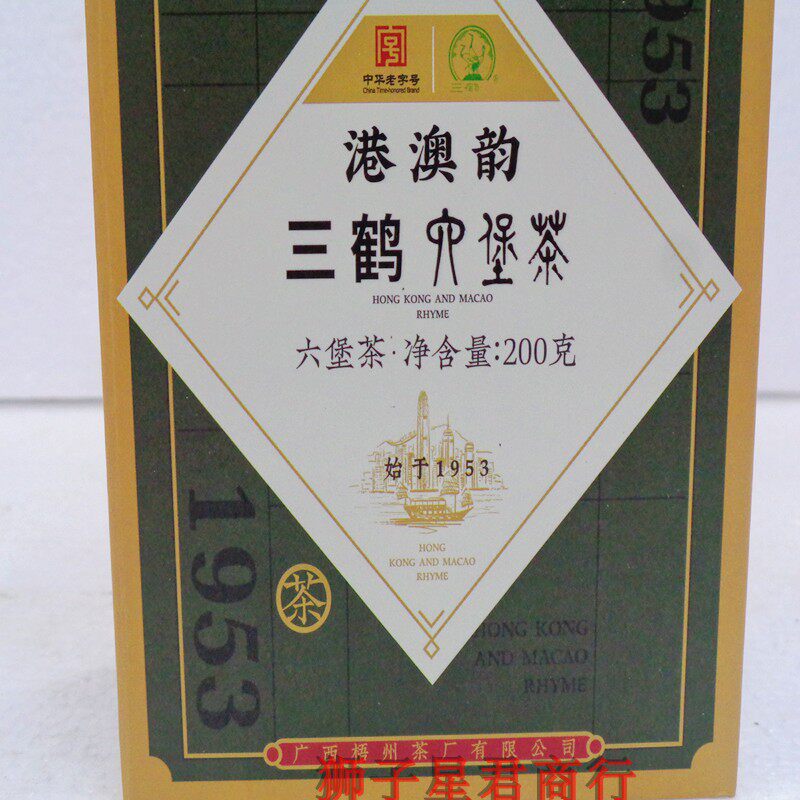 1953
中华老字号
China Time-honored Brand
三鹤
港澳韵
三鹤六堡茶
HONG KONG AND MACAO
RHYME
六堡茶·净含量:200克
始于1953
HONG
KONG AND MACAO
RHYME
1953
茶
HONG KONG
AND MACAO
RHYME
广西梧州茶厂有限公司
狮子星君商行